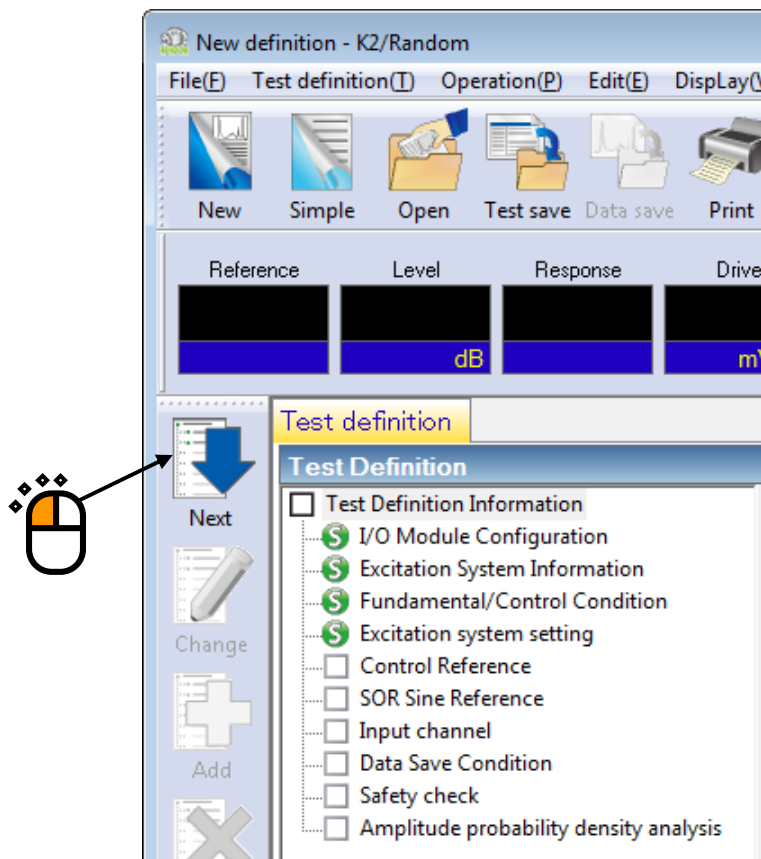 New definition - K2/Random
File(F) Test definition(T) Operation(P) Edit(E) DispLay(V
New Simple Open Test save Data save Print
Reference Level Response Drive
dB mV
Test definition
Test Definition
Next
Change
Add
Test Definition Information
S I/O Module Configuration
S Excitation System Information
S Fundamental/Control Condition
S Excitation system setting
Control Reference
SOR Sine Reference
Input channel
Data Save Condition
Safety check
Amplitude probability density analysis